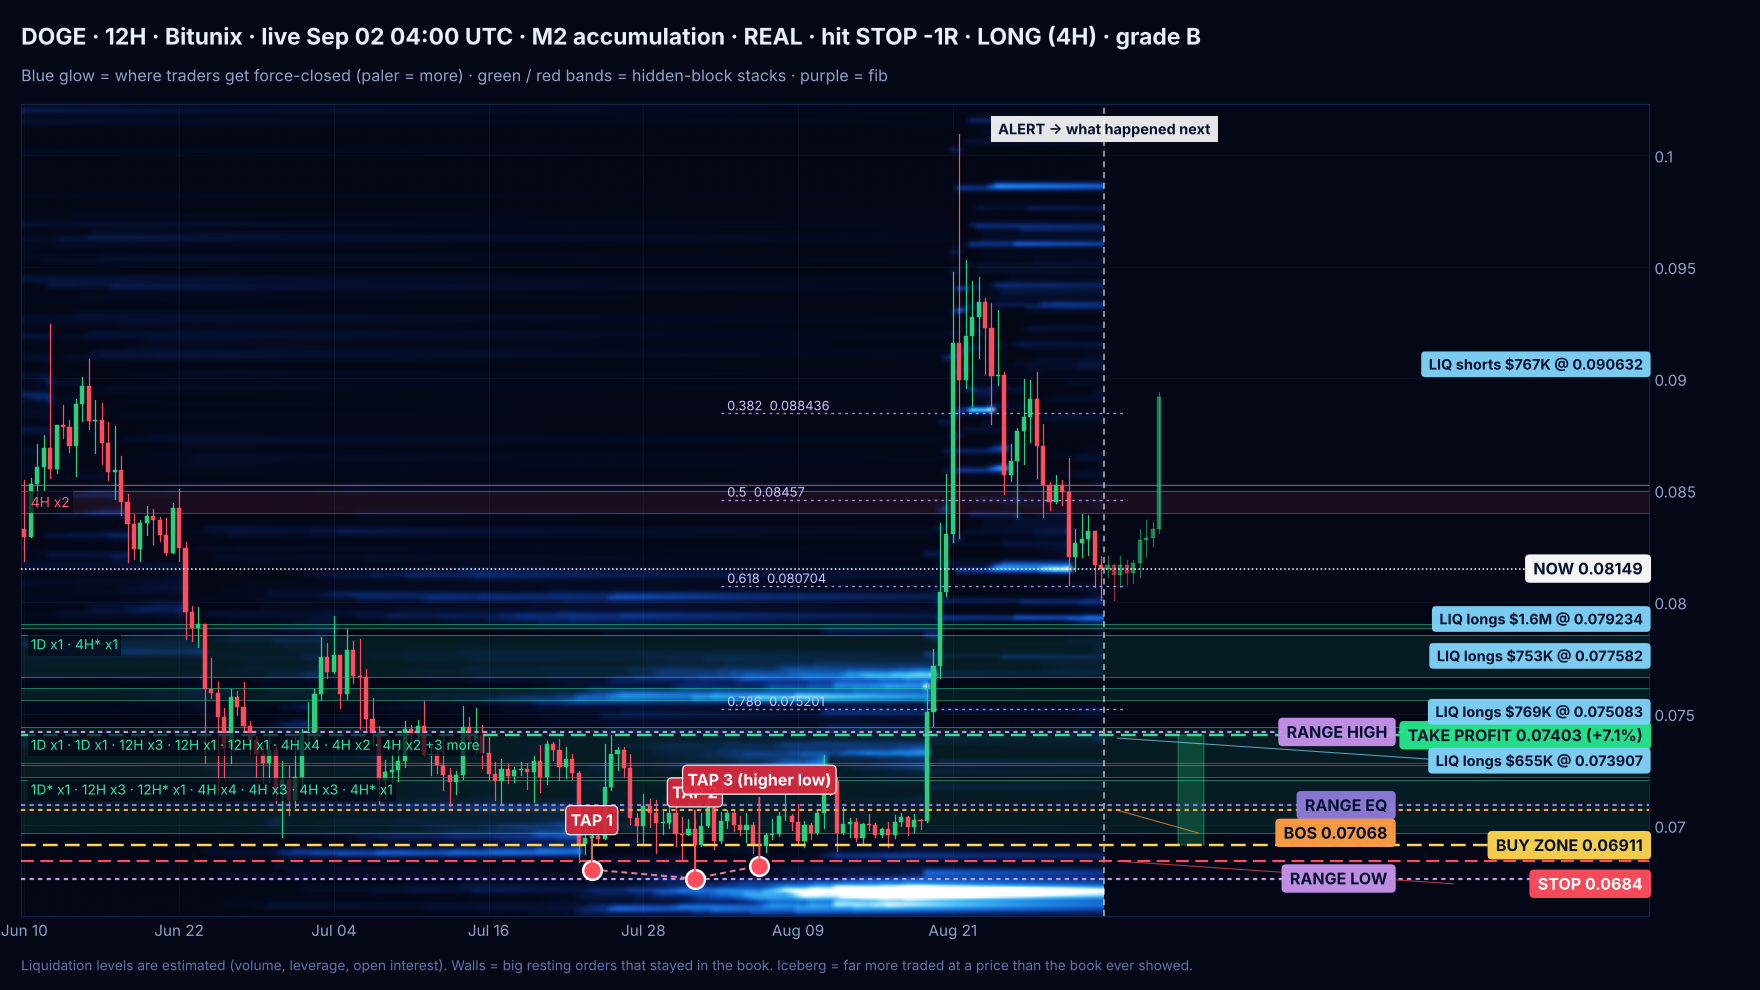 DOGE · 12H · Bitunix · live Sep 02 04:00 UTC · M2 accumulation · REAL · hit STOP -1R · LONG (4H) · grade B
Blue glow = where traders get force-closed (paler = more) · green / red bands = hidden-block stacks · purple = fib
ALERT → what happened next
0.1
0.095
LIQ shorts $767K @ 0.090632
0.09
0.382 0.088436
0.5 0.08457
0.085
4H x2
NOW 0.08149
0.618 0.080704
0.08
LIQ longs $1.6M @ 0.079234
1D x1 · 4H* x1
LIQ longs $753K @ 0.077582
0.786 0.075201
LIQ longs $769K @ 0.075083
0.075
RANGE HIGH
TAKE PROFIT 0.07403 (+7.1%)
1D x1 · 1D x1 · 12H x3 · 12H x1 · 12H x1 · 4H x4 · 4H x2 · 4H x2 +3 more
LIQ longs $655K @ 0.073907
TAP 3 (higher low)
1D* x1 · 12H x3 · 12H* x1 · 4H x4 · 4H x3 · 4H x3 · 4H* x1
TAP 2
RANGE EQ
TAP 1
BOS 0.07068
0.07
BUY ZONE 0.06911
RANGE LOW
STOP 0.0684
Jun 10
Jun 22
Jul 04
Jul 16
Jul 28
Aug 09
Aug 21
Liquidation levels are estimated (volume, leverage, open interest). Walls = big resting orders that stayed in the book. Iceberg = far more traded at a price than the book ever showed.